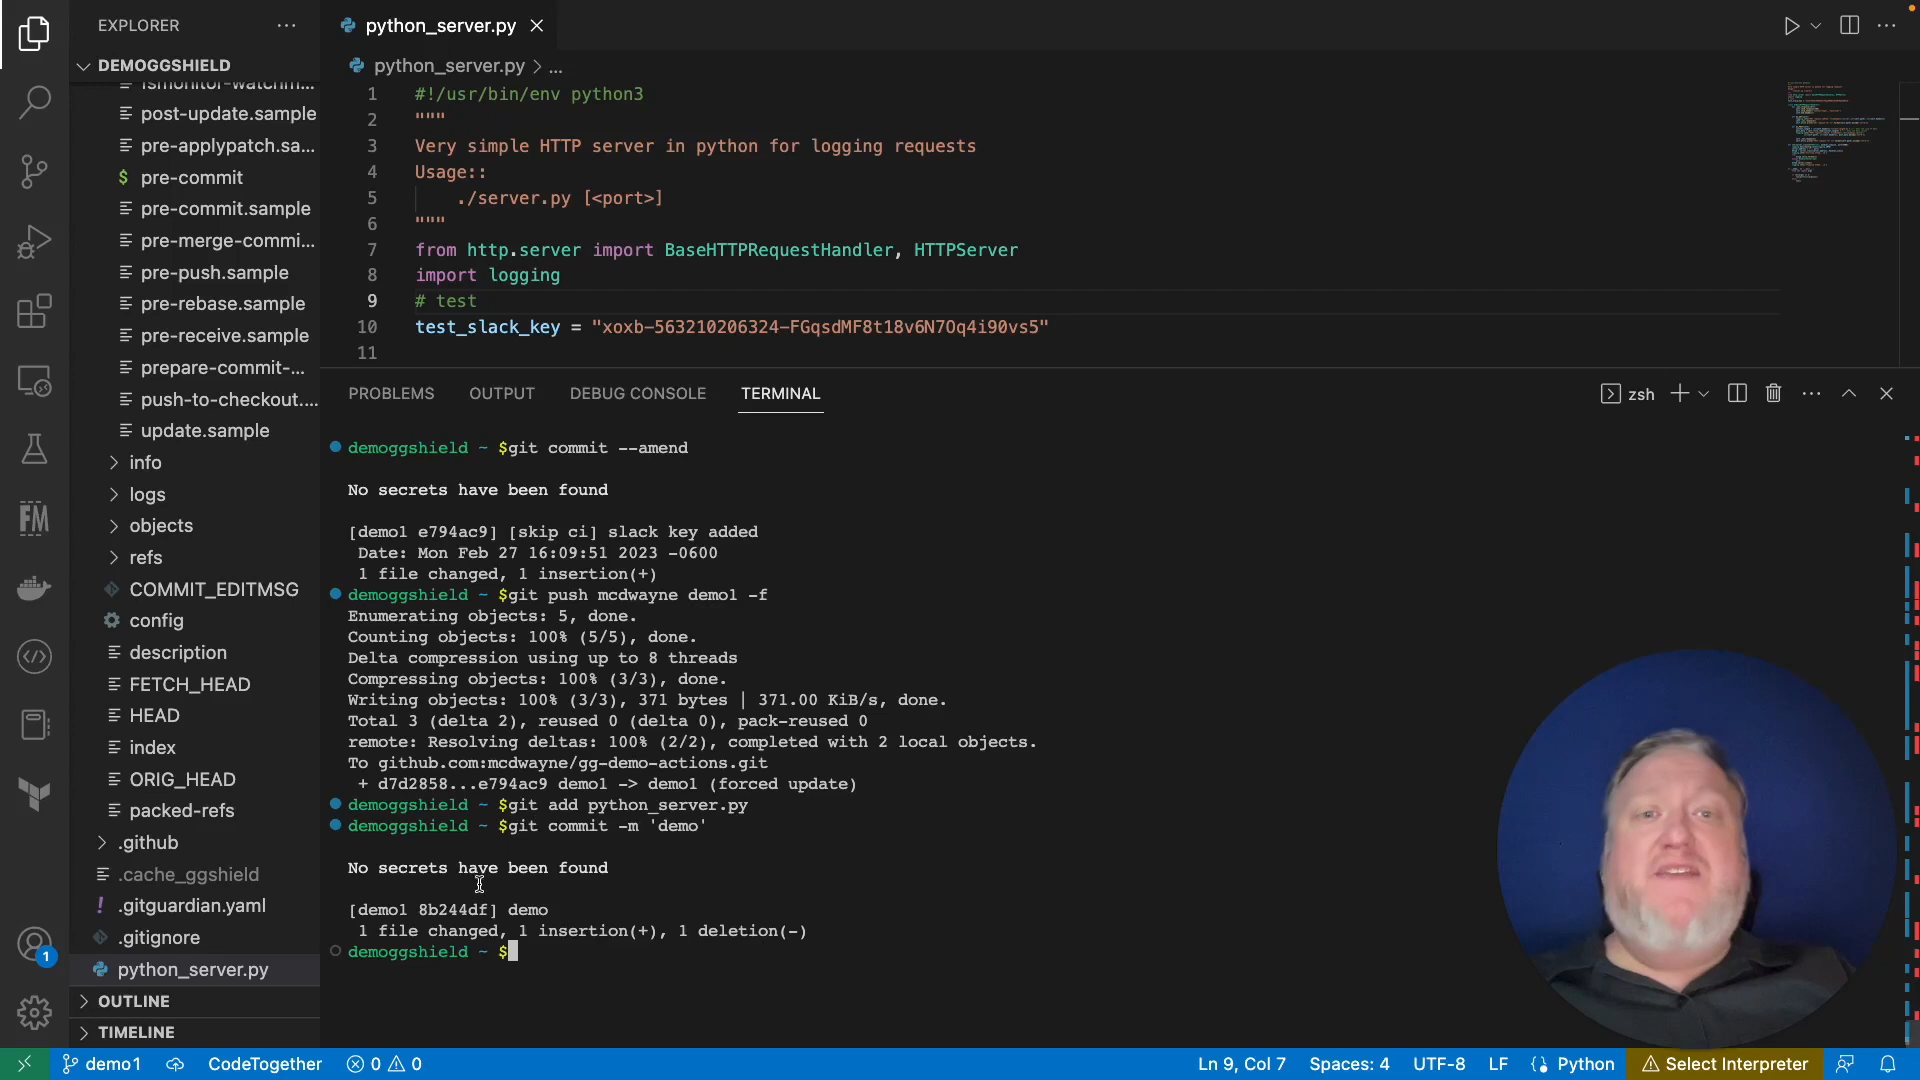 EXPLORER
DEMOGGSHIELD
fsmonitor-watchm...
post-update.sample
pre-applypatch.sa...
pre-commit
pre-commit.sample
pre-merge-commi...
pre-push.sample
pre-rebase.sample
pre-receive.sample
prepare-commit-...
push-to-checkout....
update.sample
info
logs
objects
refs
COMMIT_EDITMSG
config
description
FETCH_HEAD
HEAD
index
ORIG_HEAD
packed-refs
.github
.cache_ggshield
.gitguardian.yaml
.gitignore
python_server.py
OUTLINE
TIMELINE
FM
1
python_server.py
python_server.py > ...
1 #!/usr/bin/env python3
2 """
3 Very simple HTTP server in python for logging requests
4 Usage::
5 ./server.py [<port>]
6 """
7 from http.server import BaseHTTPRequestHandler, HTTPServer
8 import logging
9 # test
10 test_slack_key = "xoxb-563210206324-FGqsdMF8t18v6N7Oq4i90vs5"
11
PROBLEMS
OUTPUT
DEBUG CONSOLE
TERMINAL
zsh
demoggshield ~ $git commit --amend
No secrets have been found
[demo1 e794ac9] [skip ci] slack key added
Date: Mon Feb 27 16:09:51 2023 -0600
1 file changed, 1 insertion(+)
demoggshield ~ $git push mcdwayne demo1 -f
Enumerating objects: 5, done.
Counting objects: 100% (5/5), done.
Delta compression using up to 8 threads
Compressing objects: 100% (3/3), done.
Writing objects: 100% (3/3), 371 bytes | 371.00 KiB/s, done.
Total 3 (delta 2), reused 0 (delta 0), pack-reused 0
remote: Resolving deltas: 100% (2/2), completed with 2 local objects.
To github.com:mcdwayne/gg-demo-actions.git
+ d7d2858...e794ac9 demo1 -> demo1 (forced update)
demoggshield ~ $git add python_server.py
demoggshield ~ $git commit -m 'demo'
No secrets have been found
[demo1 8b244df] demo
1 file changed, 1 insertion(+), 1 deletion(-)
demoggshield ~ $
demo1
CodeTogether
0 0
Ln 9, Col 7
Spaces: 4
UTF-8
LF
Python
Select Interpreter